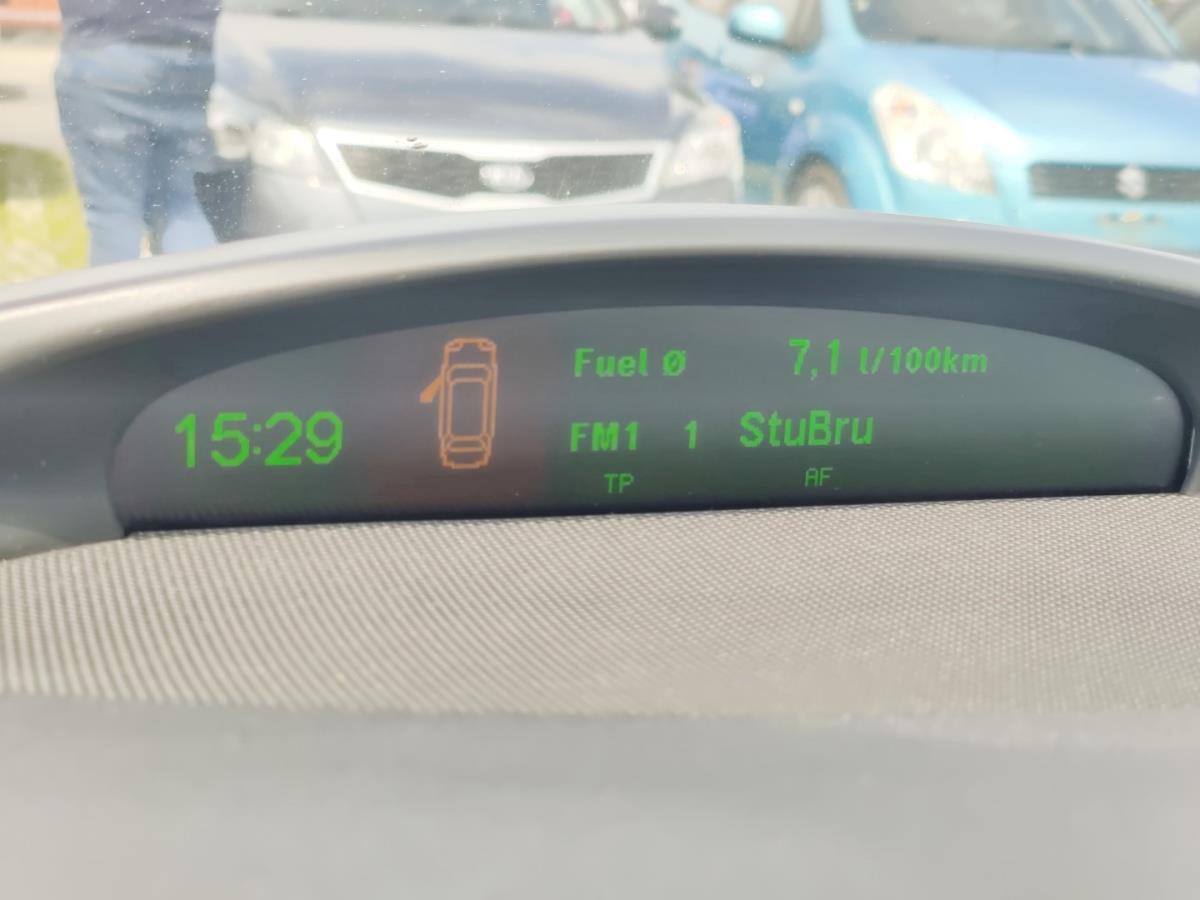 15:29
Fuel Ø 7,1 l/100km
FM1 1 StuBru
TP AF